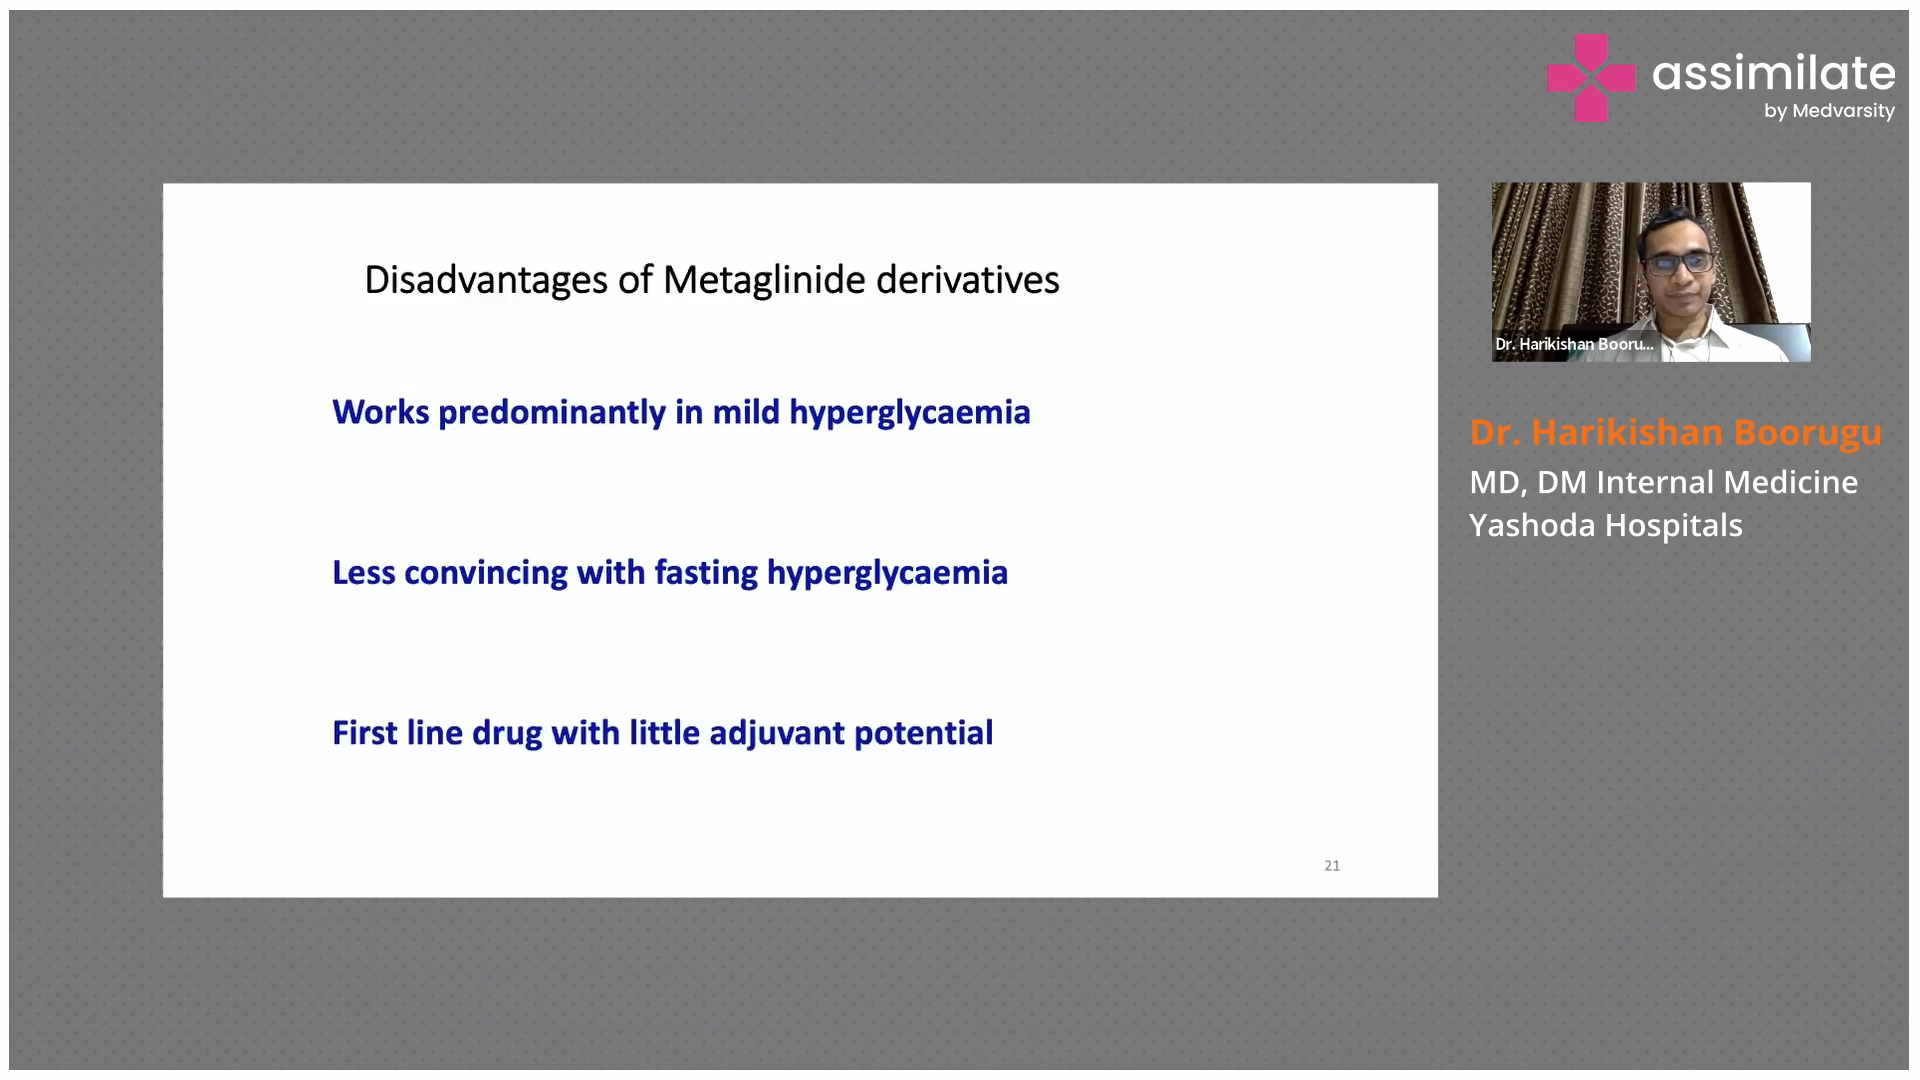 assimilate
by Medvarsity
Disadvantages of Metaglinide derivatives
Works predominantly in mild hyperglycaemia
Less convincing with fasting hyperglycaemia
First line drug with little adjuvant potential
21
Dr. Harikishan Booru...
Dr. Harikishan Boorugu
MD, DM Internal Medicine
Yashoda Hospitals